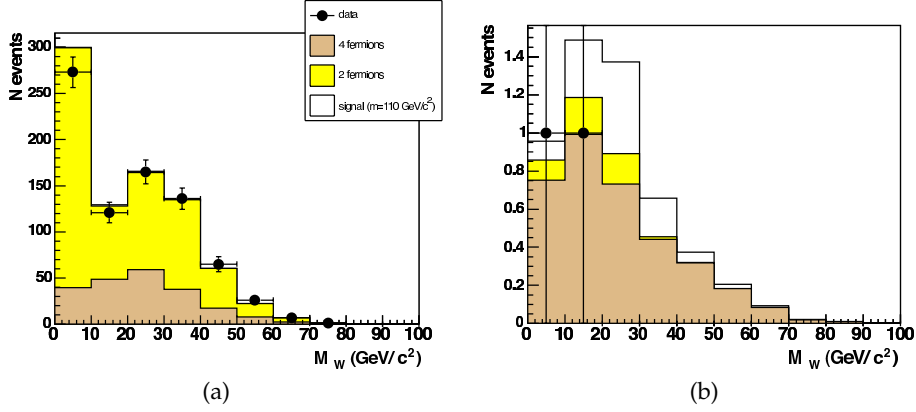 data
4 fermions
2 fermions
signal (m=110 GeV/c²)
N events
300
250
200
150
100
50
0
0 10 20 30 40 50 60 70 80 90 100
M_W (GeV/c²)
(a)
N events
1.4
1.2
1
0.8
0.6
0.4
0.2
0
0 10 20 30 40 50 60 70 80 90 100
M_W (GeV/c²)
(b)